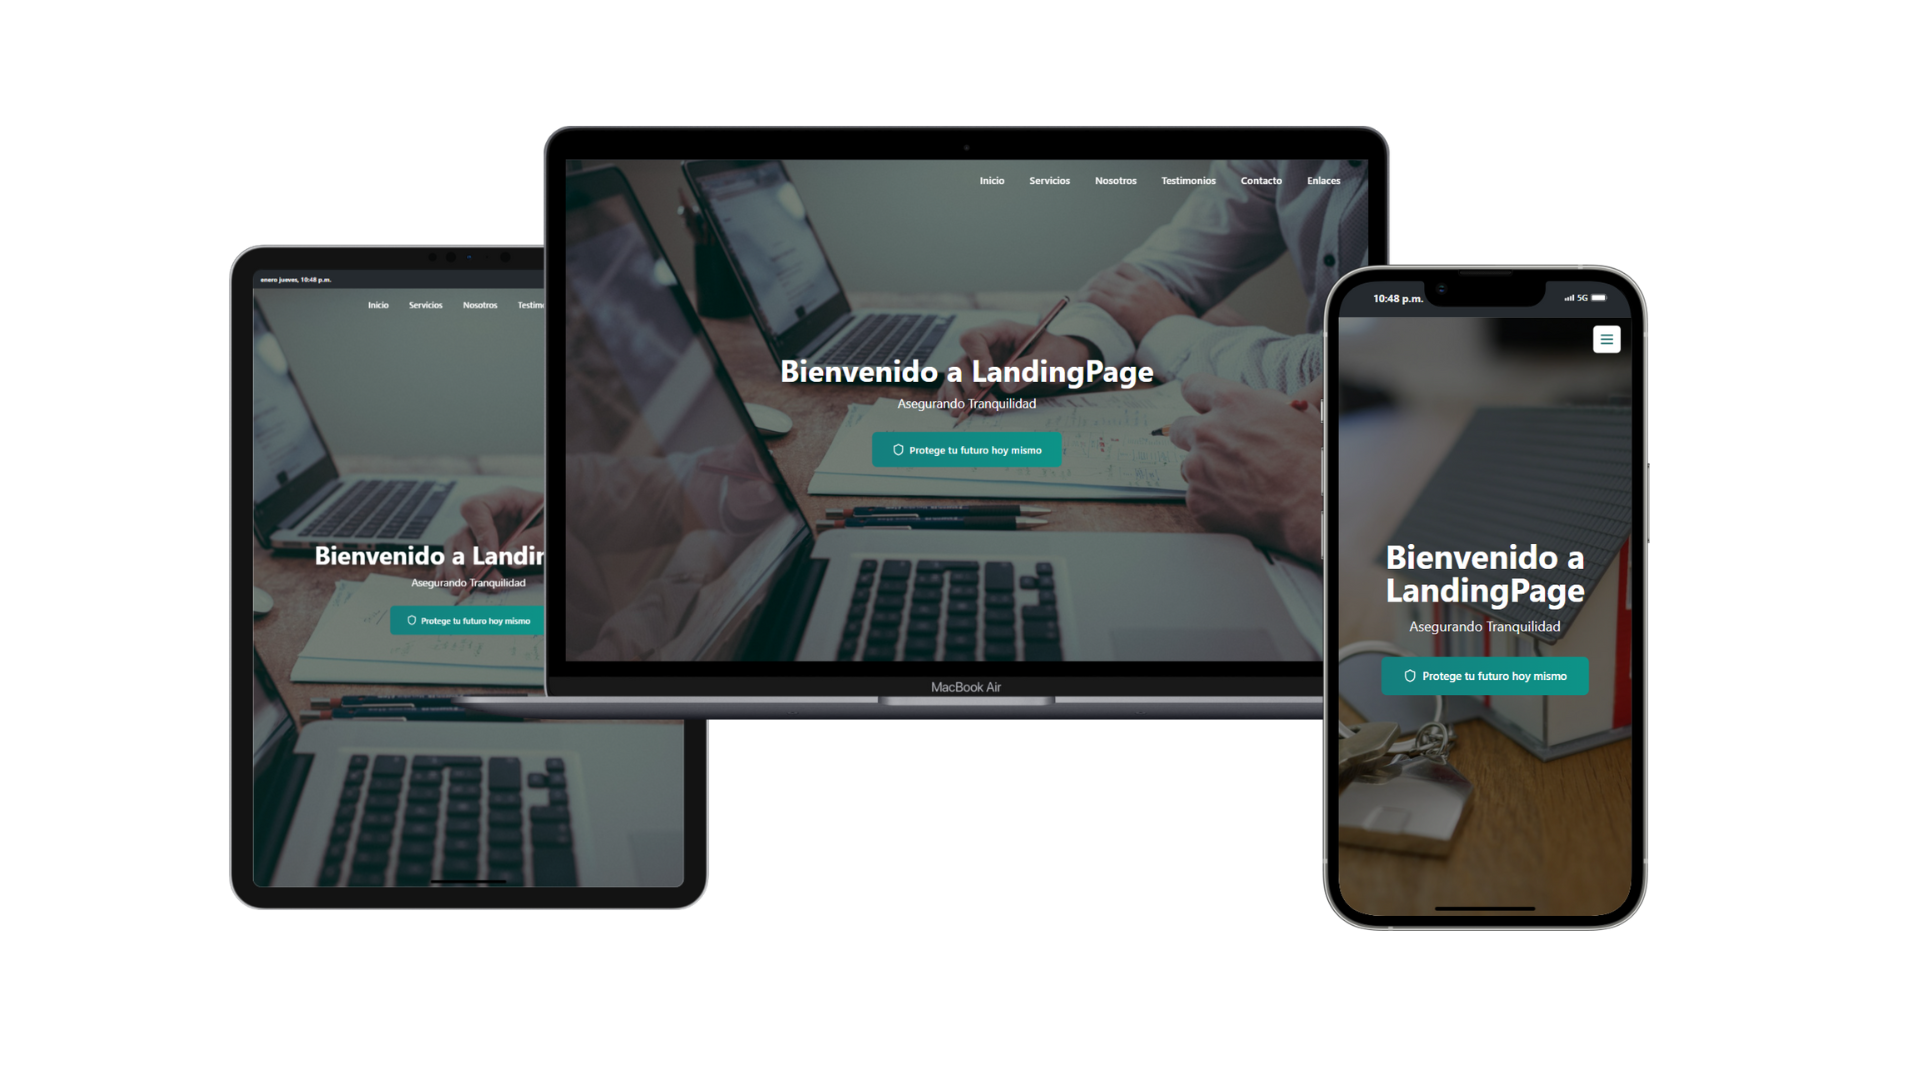 enero jueves, 10:48 p.m.
Inicio Servicios Nosotros Testim
Bienvenido a Landin
Asegurando Tranquilidad
Protege tu futuro hoy mismo
Inicio Servicios Nosotros Testimonios Contacto Enlaces
Bienvenido a LandingPage
Asegurando Tranquilidad
Protege tu futuro hoy mismo
MacBook Air
10:48 p.m. 5G
Bienvenido a
LandingPage
Asegurando Tranquilidad
Protege tu futuro hoy mismo